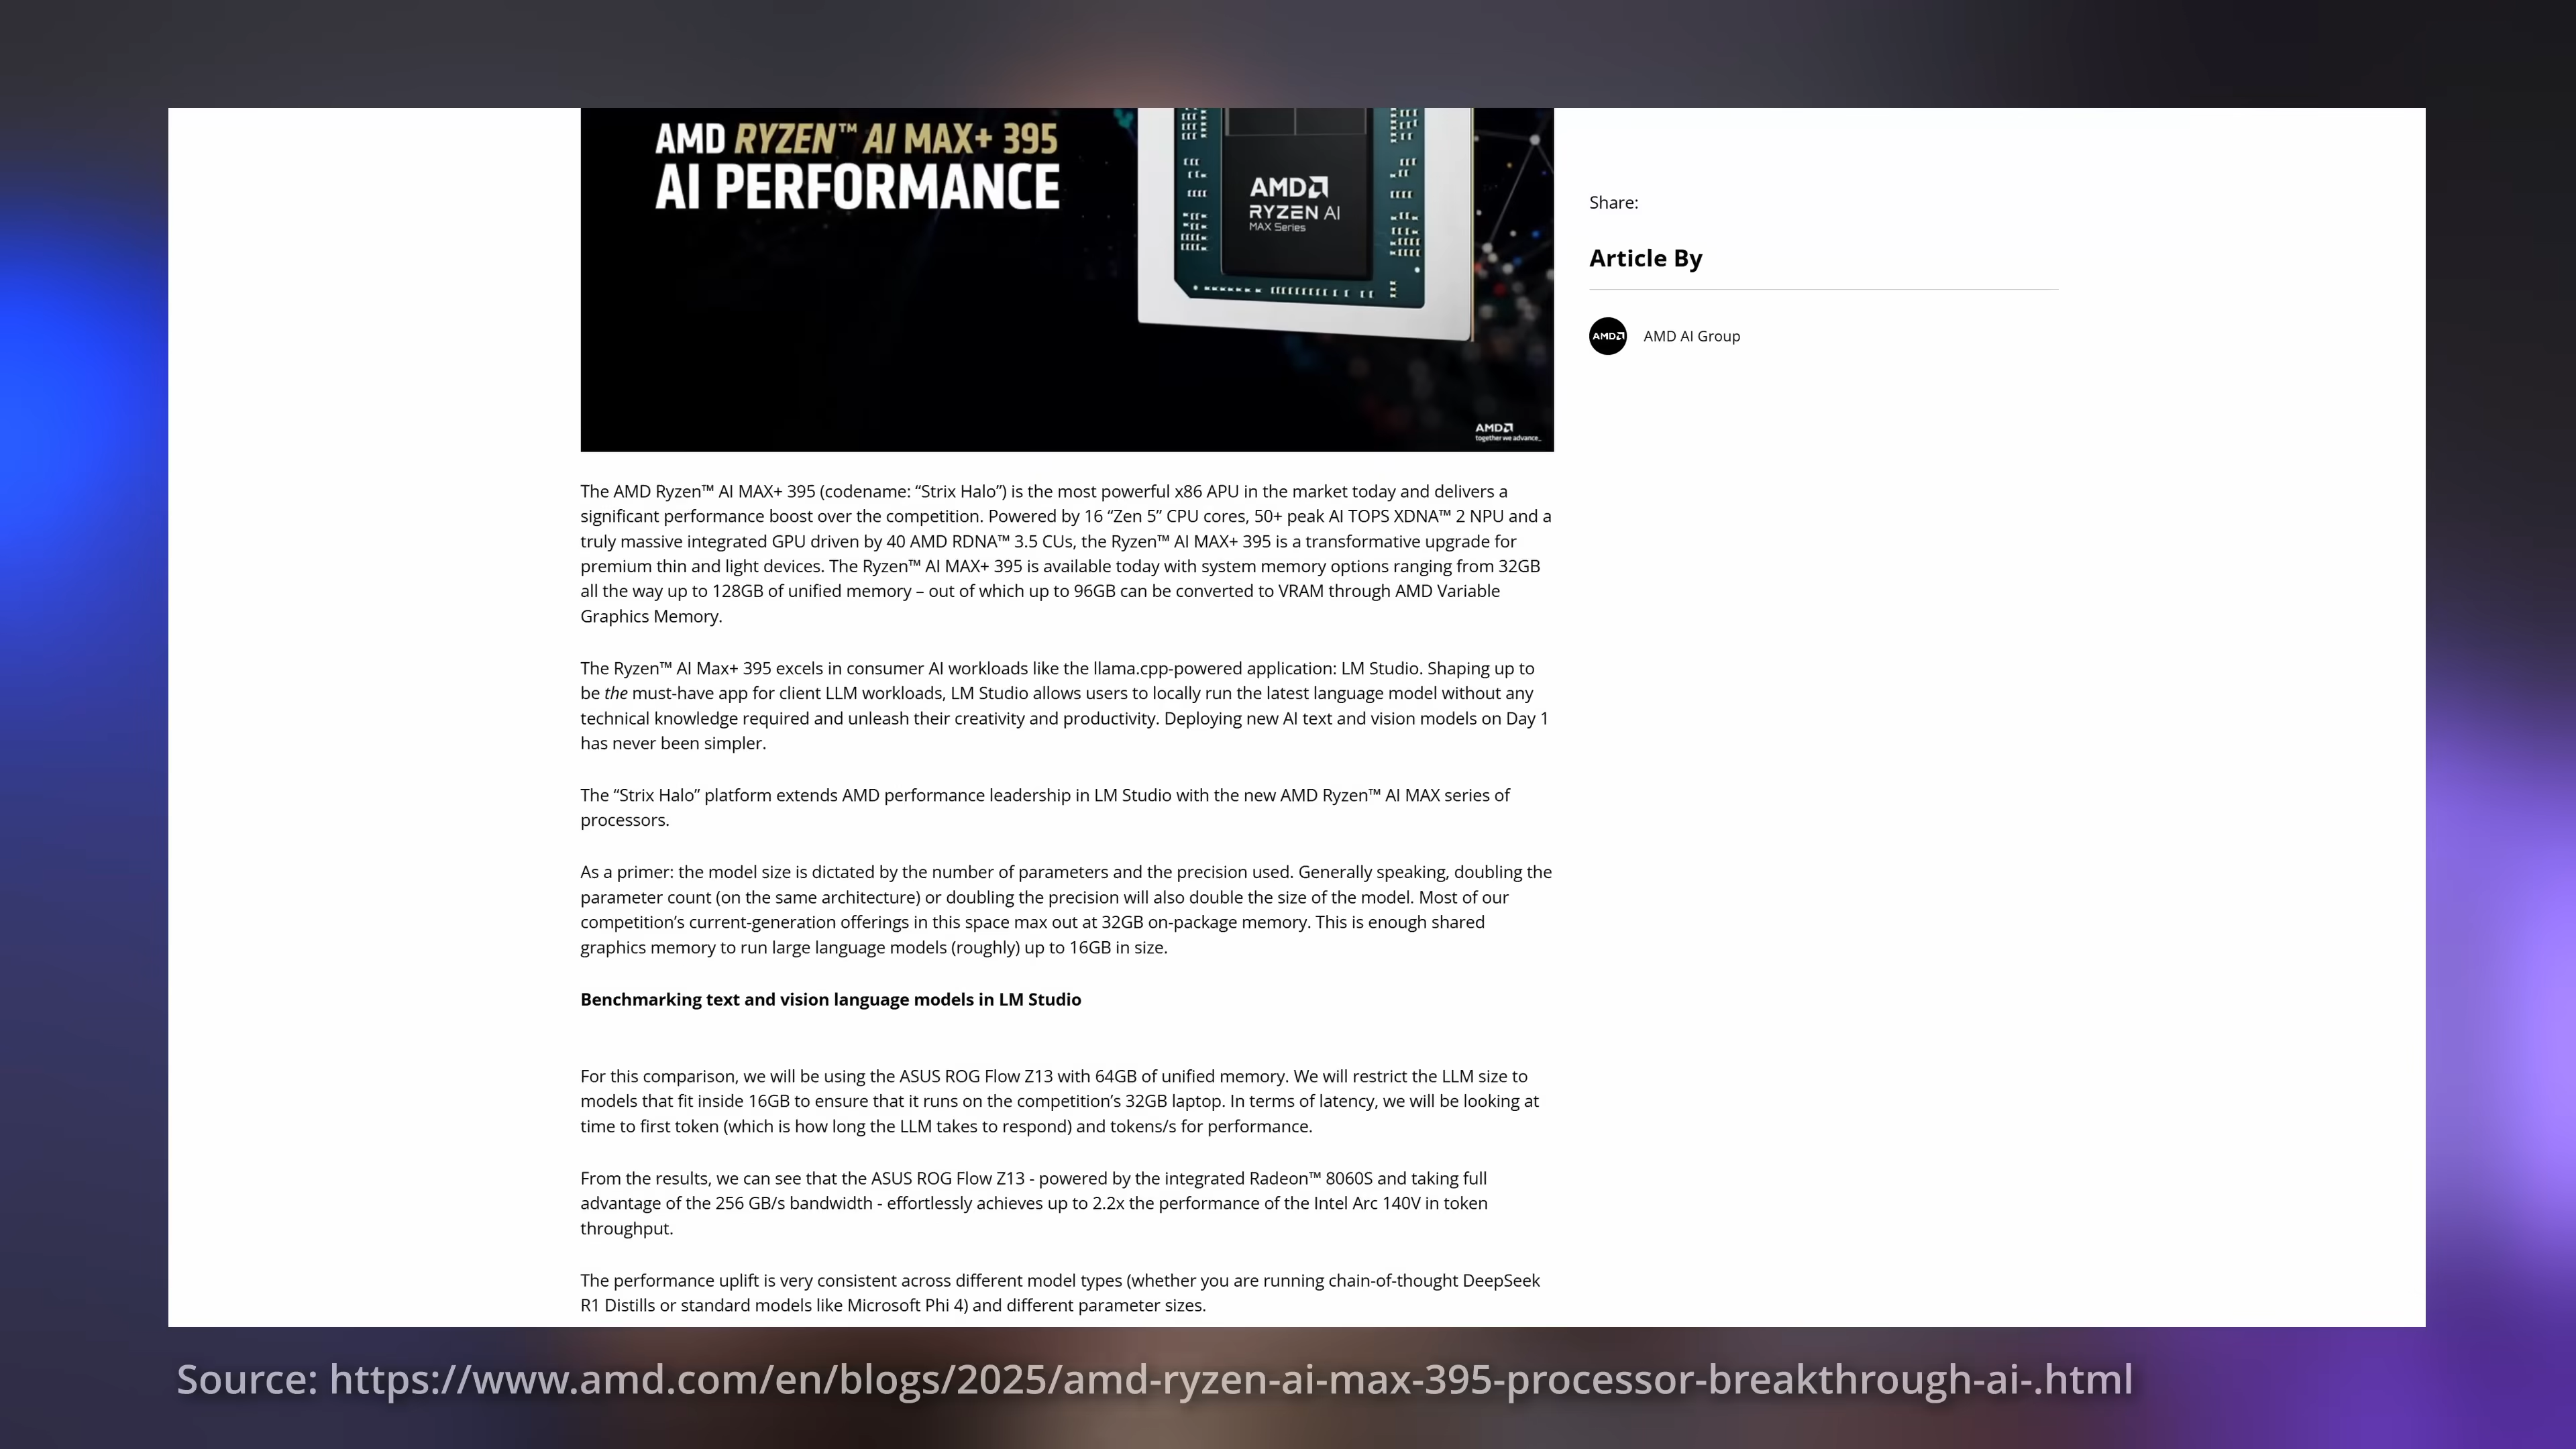 AMD RYZEN™ AI MAX+ 395
AI PERFORMANCE
AMD
RYZEN AI
MAX Series
AMD
together we advance_
Share:
Article By
AMD
AMD AI Group
The AMD Ryzen™ AI MAX+ 395 (codename: “Strix Halo”) is the most powerful x86 APU in the market today and delivers a
significant performance boost over the competition. Powered by 16 “Zen 5” CPU cores, 50+ peak AI TOPS XDNA™ 2 NPU and a
truly massive integrated GPU driven by 40 AMD RDNA™ 3.5 CUs, the Ryzen™ AI MAX+ 395 is a transformative upgrade for
premium thin and light devices. The Ryzen™ AI MAX+ 395 is available today with system memory options ranging from 32GB
all the way up to 128GB of unified memory – out of which up to 96GB can be converted to VRAM through AMD Variable
Graphics Memory.
The Ryzen™ AI Max+ 395 excels in consumer AI workloads like the llama.cpp-powered application: LM Studio. Shaping up to
be the must-have app for client LLM workloads, LM Studio allows users to locally run the latest language model without any
technical knowledge required and unleash their creativity and productivity. Deploying new AI text and vision models on Day 1
has never been simpler.
The “Strix Halo” platform extends AMD performance leadership in LM Studio with the new AMD Ryzen™ AI MAX series of
processors.
As a primer: the model size is dictated by the number of parameters and the precision used. Generally speaking, doubling the
parameter count (on the same architecture) or doubling the precision will also double the size of the model. Most of our
competition’s current-generation offerings in this space max out at 32GB on-package memory. This is enough shared
graphics memory to run large language models (roughly) up to 16GB in size.
Benchmarking text and vision language models in LM Studio
For this comparison, we will be using the ASUS ROG Flow Z13 with 64GB of unified memory. We will restrict the LLM size to
models that fit inside 16GB to ensure that it runs on the competition’s 32GB laptop. In terms of latency, we will be looking at
time to first token (which is how long the LLM takes to respond) and tokens/s for performance.
From the results, we can see that the ASUS ROG Flow Z13 - powered by the integrated Radeon™ 8060S and taking full
advantage of the 256 GB/s bandwidth - effortlessly achieves up to 2.2x the performance of the Intel Arc 140V in token
throughput.
The performance uplift is very consistent across different model types (whether you are running chain-of-thought DeepSeek
R1 Distills or standard models like Microsoft Phi 4) and different parameter sizes.
Source: https://www.amd.com/en/blogs/2025/amd-ryzen-ai-max-395-processor-breakthrough-ai-.html